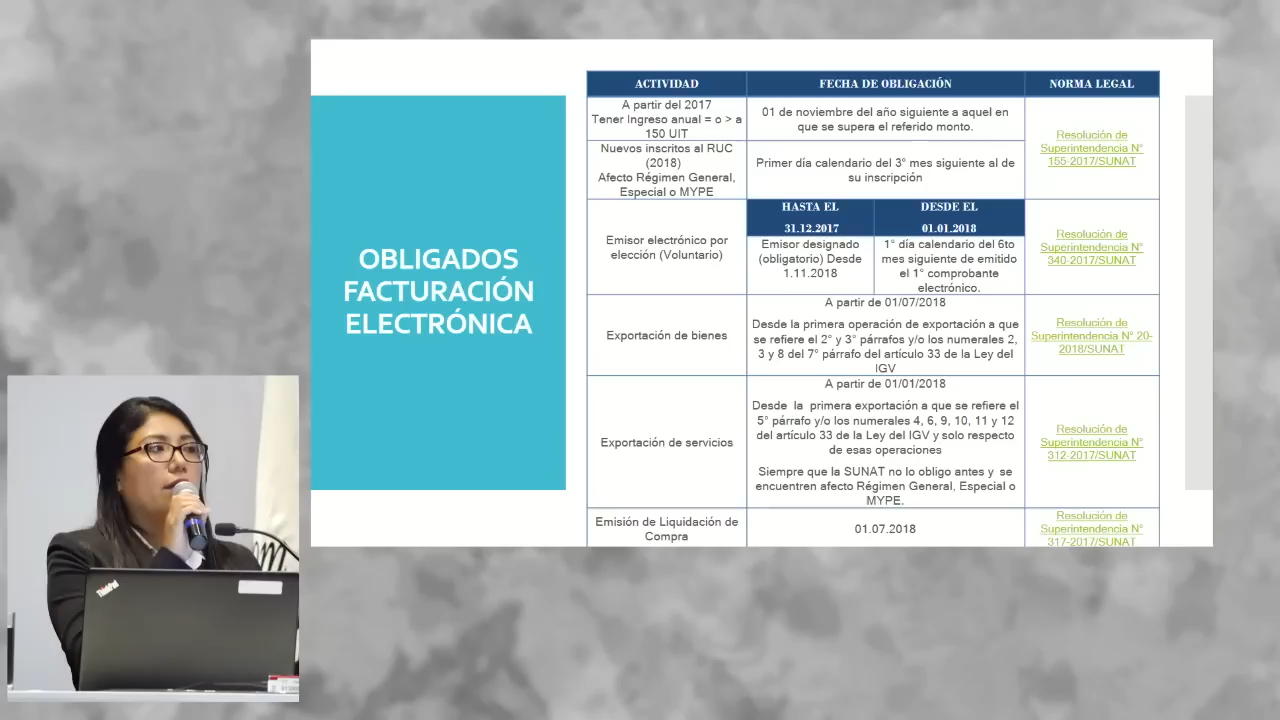 OBLIGADOS
FACTURACIÓN
ELECTRÓNICA
ACTIVIDAD
FECHA DE OBLIGACIÓN
NORMA LEGAL
A partir del 2017
Tener Ingreso anual = o > a
150 UIT
01 de noviembre del año siguiente a aquel en
que se supera el referido monto.
Resolución de
Superintendencia N°
155-2017/SUNAT
Nuevos inscritos al RUC
(2018)
Afecto Régimen General,
Especial o MYPE
Primer día calendario del 3° mes siguiente al de
su inscripción
Emisor electrónico por
elección (Voluntario)
HASTA EL
31.12.2017
DESDE EL
01.01.2018
Emisor designado
(obligatorio) Desde
1.11.2018
1° día calendario del 6to
mes siguiente de emitido
el 1° comprobante
electrónico.
Resolución de
Superintendencia N°
340-2017/SUNAT
Exportación de bienes
A partir de 01/07/2018
Desde la primera operación de exportación a que
se refiere el 2° y 3° párrafos y/o los numerales 2,
3 y 8 del 7° párrafo del artículo 33 de la Ley del
IGV
Resolución de
Superintendencia N° 20-
2018/SUNAT
Exportación de servicios
A partir de 01/01/2018
Desde la primera exportación a que se refiere el
5° párrafo y/o los numerales 4, 6, 9, 10, 11 y 12
del artículo 33 de la Ley del IGV y solo respecto
de esas operaciones
Siempre que la SUNAT no lo obligo antes y se
encuentren afecto Régimen General, Especial o
MYPE.
Resolución de
Superintendencia N°
312-2017/SUNAT
Emisión de Liquidación de
Compra
01.07.2018
Resolución de
Superintendencia N°
317-2017/SUNAT
ThinkPad